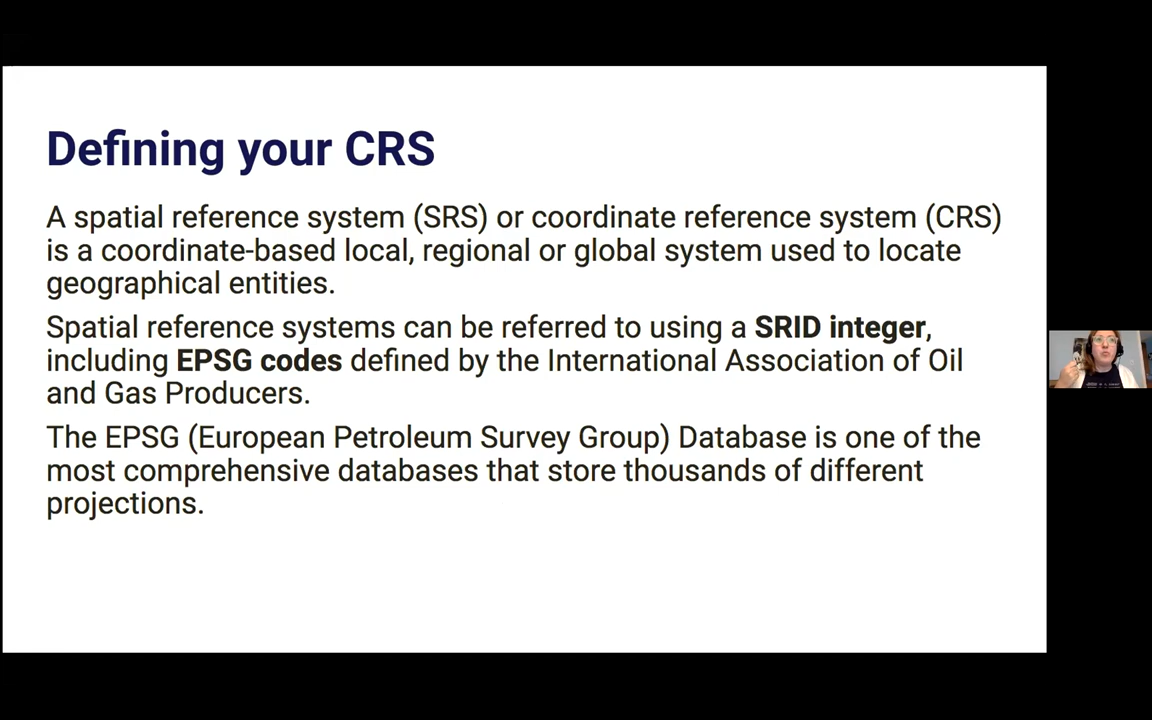 Defining your CRS
A spatial reference system (SRS) or coordinate reference system (CRS)
is a coordinate-based local, regional or global system used to locate
geographical entities.
Spatial reference systems can be referred to using a SRID integer,
including EPSG codes defined by the International Association of Oil
and Gas Producers.
The EPSG (European Petroleum Survey Group) Database is one of the
most comprehensive databases that store thousands of different
projections.